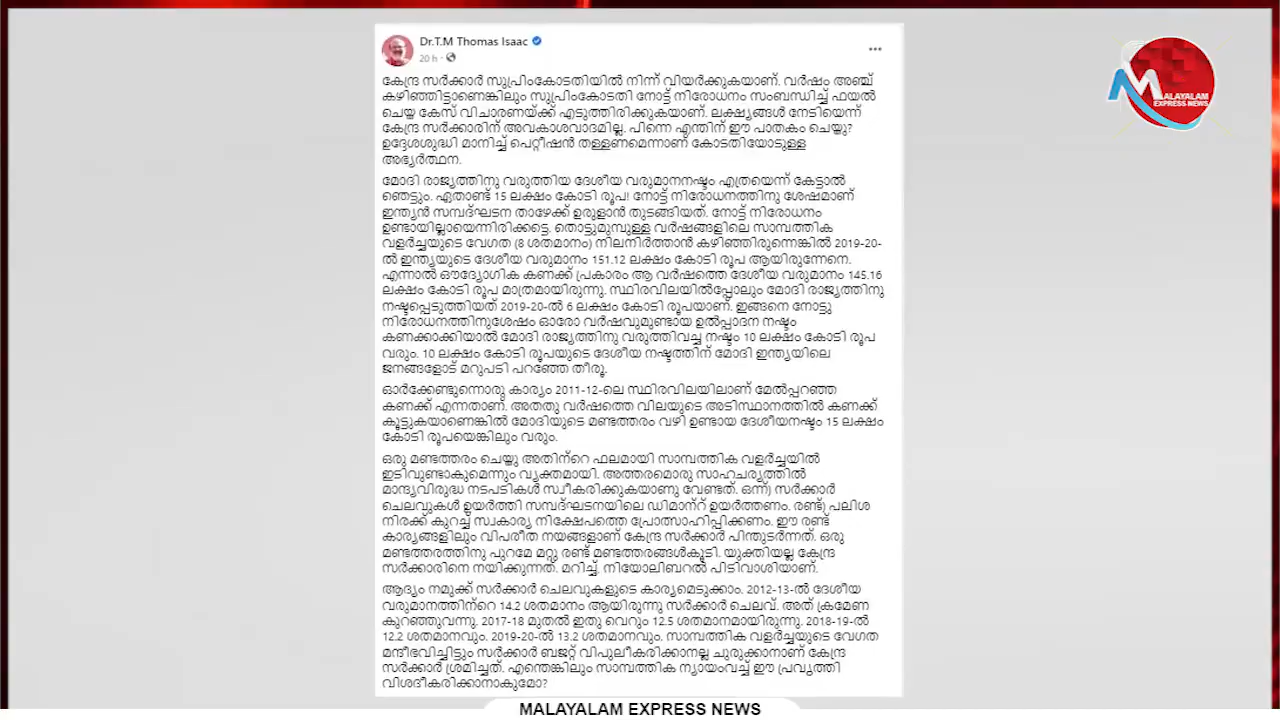 Dr.T.M Thomas Isaac
20 h ·
കേന്ദ്ര സർക്കാർ സുപ്രിംകോടതിയിൽ നിന്ന് വിയർക്കുകയാണ്. വർഷം അഞ്ച്
കഴിഞ്ഞിട്ടാണെങ്കിലും സുപ്രിംകോടതി നോട്ട് നിരോധനം സംബന്ധിച്ച് ഫയൽ
ചെയ്ത കേസ് വിചാരണയ്ക്ക് എടുത്തിരിക്കുകയാണ്. ലക്ഷ്യങ്ങൾ നേടിയെന്ന്
കേന്ദ്ര സർക്കാരിന് അവകാശവാദമില്ല. പിന്നെ എന്തിന് ഈ പാതകം ചെയ്തു?
ഉദ്ദേശശുദ്ധി മാനിച്ച് പെറ്റീഷൻ തള്ളണമെന്നാണ് കോടതിയോടുള്ള
അഭ്യർത്ഥന.
മോദി രാജ്യത്തിനു വരുത്തിയ ദേശീയ വരുമാനനഷ്ടം എത്രയെന്ന് കേട്ടാൽ
ഞെട്ടും. ഏതാണ്ട് 15 ലക്ഷം കോടി രൂപ! നോട്ട് നിരോധനത്തിനു ശേഷമാണ്
ഇന്ത്യൻ സമ്പദ്ഘടന താഴേക്ക് ഉരുളാൻ തുടങ്ങിയത്. നോട്ട് നിരോധനം
ഉണ്ടായില്ലായെന്നിരിക്കട്ടെ. തൊട്ടുമുമ്പുള്ള വർഷങ്ങളിലെ സാമ്പത്തിക
വളർച്ചയുടെ വേഗത (8 ശതമാനം) നിലനിർത്താൻ കഴിഞ്ഞിരുന്നെങ്കിൽ 2019-20-
ൽ ഇന്ത്യയുടെ ദേശീയ വരുമാനം 151.12 ലക്ഷം കോടി രൂപ ആയിരുന്നേനെ.
എന്നാൽ ഔദ്യോഗിക കണക്ക് പ്രകാരം ആ വർഷത്തെ ദേശീയ വരുമാനം 145.16
ലക്ഷം കോടി രൂപ മാത്രമായിരുന്നു. സ്ഥിരവിലയിൽപ്പോലും മോദി രാജ്യത്തിനു
നഷ്ടപ്പെടുത്തിയത് 2019-20-ൽ 6 ലക്ഷം കോടി രൂപയാണ്. ഇങ്ങനെ നോട്ടു
നിരോധനത്തിനുശേഷം ഓരോ വർഷവുമുണ്ടായ ഉൽപ്പാദന നഷ്ടം
കണക്കാക്കിയാൽ മോദി രാജ്യത്തിനു വരുത്തിവച്ച നഷ്ടം 10 ലക്ഷം കോടി രൂപ
വരും. 10 ലക്ഷം കോടി രൂപയുടെ ദേശീയ നഷ്ടത്തിന് മോദി ഇന്ത്യയിലെ
ജനങ്ങളോട് മറുപടി പറഞ്ഞേ തീരൂ.
ഓർക്കേണ്ടുന്നൊരു കാര്യം 2011-12-ലെ സ്ഥിരവിലയിലാണ് മേൽപ്പറഞ്ഞ
കണക്ക് എന്നതാണ്. അതതു വർഷത്തെ വിലയുടെ അടിസ്ഥാനത്തിൽ കണക്ക്
കൂട്ടുകയാണെങ്കിൽ മോദിയുടെ മണ്ടത്തരം വഴി ഉണ്ടായ ദേശീയനഷ്ടം 15 ലക്ഷം
കോടി രൂപയെങ്കിലും വരും.
ഒരു മണ്ടത്തരം ചെയ്തു അതിന്റെ ഫലമായി സാമ്പത്തിക വളർച്ചയിൽ
ഇടിവുണ്ടാകുമെന്നും വ്യക്തമായി. അത്തരമൊരു സാഹചര്യത്തിൽ
മാന്ദ്യവിരുദ്ധ നടപടികൾ സ്വീകരിക്കുകയാണു വേണ്ടത്. ഒന്ന്) സർക്കാർ
ചെലവുകൾ ഉയർത്തി സമ്പദ്ഘടനയിലെ ഡിമാന്റ് ഉയർത്തണം. രണ്ട്) പലിശ
നിരക്ക് കുറച്ച് സ്വകാര്യ നിക്ഷേപത്തെ പ്രോത്സാഹിപ്പിക്കണം. ഈ രണ്ട്
കാര്യങ്ങളിലും വിപരീത നയങ്ങളാണ് കേന്ദ്ര സർക്കാർ പിന്തുടർന്നത്. ഒരു
മണ്ടത്തരത്തിനു പുറമേ മറ്റു രണ്ട് മണ്ടത്തരങ്ങൾകൂടി. യുക്തിയല്ല കേന്ദ്ര
സർക്കാരിനെ നയിക്കുന്നത്. മറിച്ച്, നിയോലിബറൽ പിടിവാശിയാണ്.
ആദ്യം നമുക്ക് സർക്കാർ ചെലവുകളുടെ കാര്യമെടുക്കാം. 2012-13-ൽ ദേശീയ
വരുമാനത്തിന്റെ 14.2 ശതമാനം ആയിരുന്നു സർക്കാർ ചെലവ്. അത് ക്രമേണ
കുറഞ്ഞുവന്നു. 2017-18 മുതൽ ഇതു വെറും 12.5 ശതമാനമായിരുന്നു. 2018-19-ൽ
12.2 ശതമാനവും. 2019-20-ൽ 13.2 ശതമാനവും. സാമ്പത്തിക വളർച്ചയുടെ വേഗത
മന്ദീഭവിച്ചിട്ടും സർക്കാർ ബജറ്റ് വിപുലീകരിക്കാനല്ല ചുരുക്കാനാണ് കേന്ദ്ര
സർക്കാർ ശ്രമിച്ചത്. എന്തെങ്കിലും സാമ്പത്തിക ന്യായംവച്ച് ഈ പ്രവൃത്തി
വിശദീകരിക്കാനാകുമോ?
MALAYALAM
EXPRESS NEWS
MALAYALAM EXPRESS NEWS